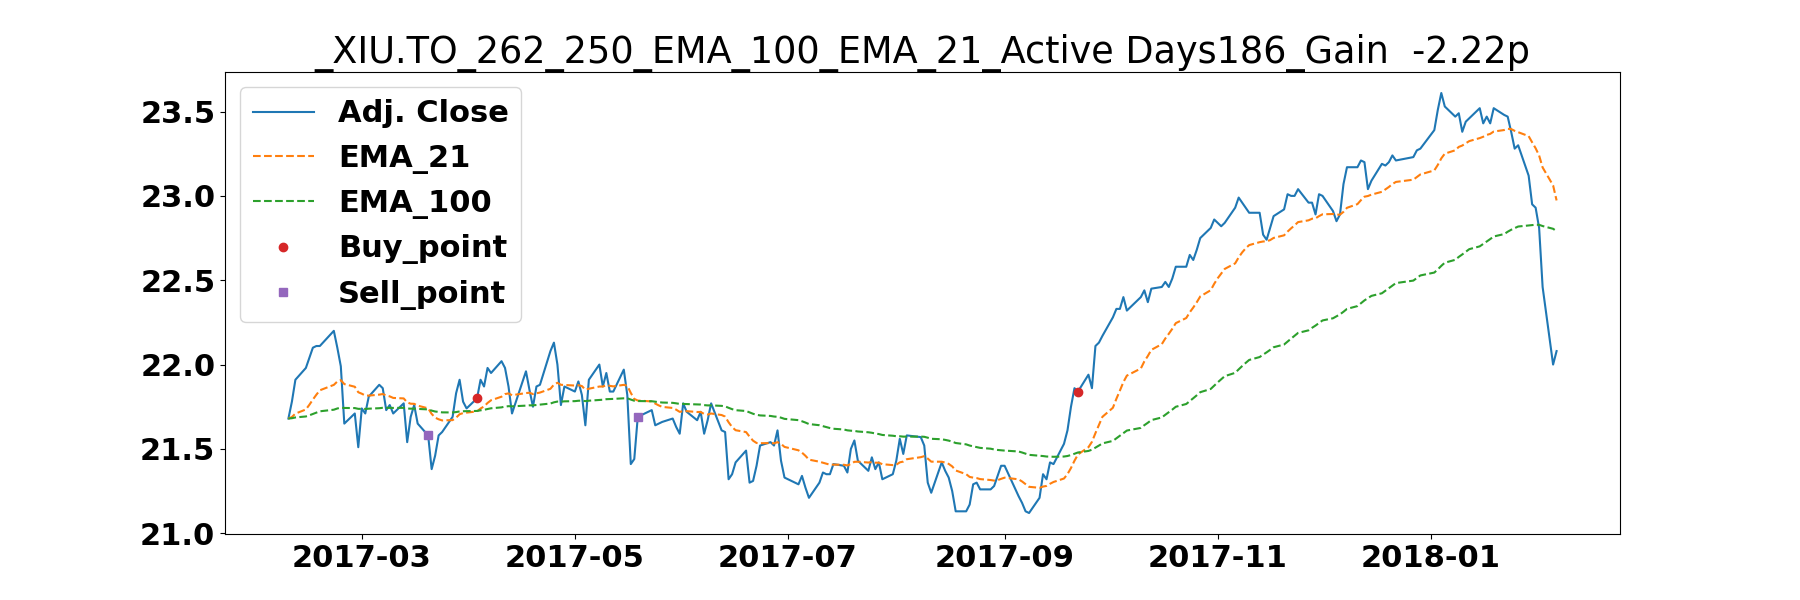 _XIU.TO_262_250_EMA_100_EMA_21_Active Days186_Gain  -2.22p
Adj. Close
EMA_21
EMA_100
Buy_point
Sell_point
23.5
23.0
22.5
22.0
21.5
21.0
2017-03 2017-05 2017-07 2017-09 2017-11 2018-01